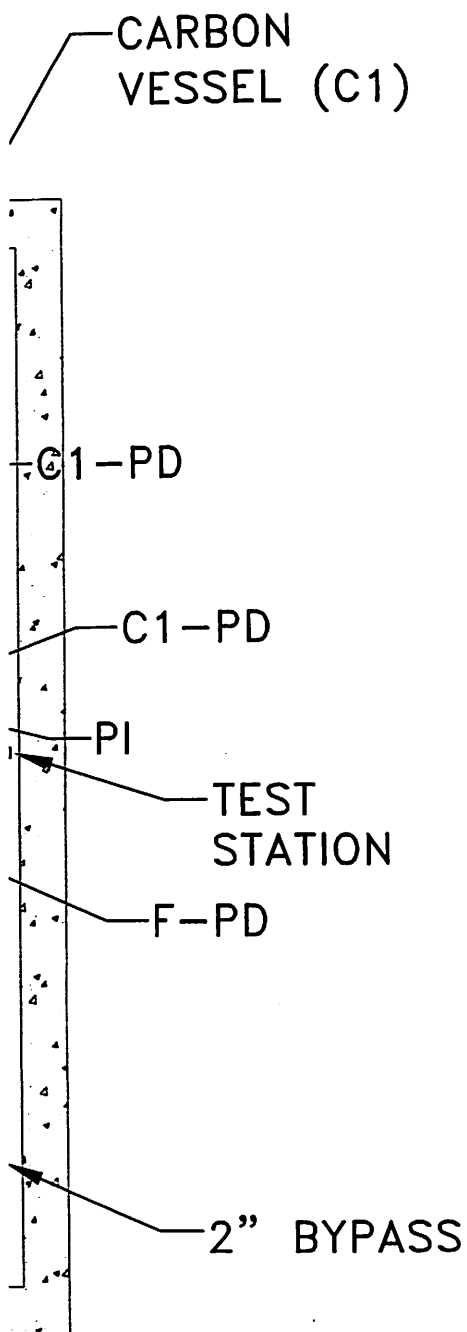 CARBON
VESSEL (C1)
C1-PD
C1-PD
PI
TEST
STATION
F-PD
2" BYPASS